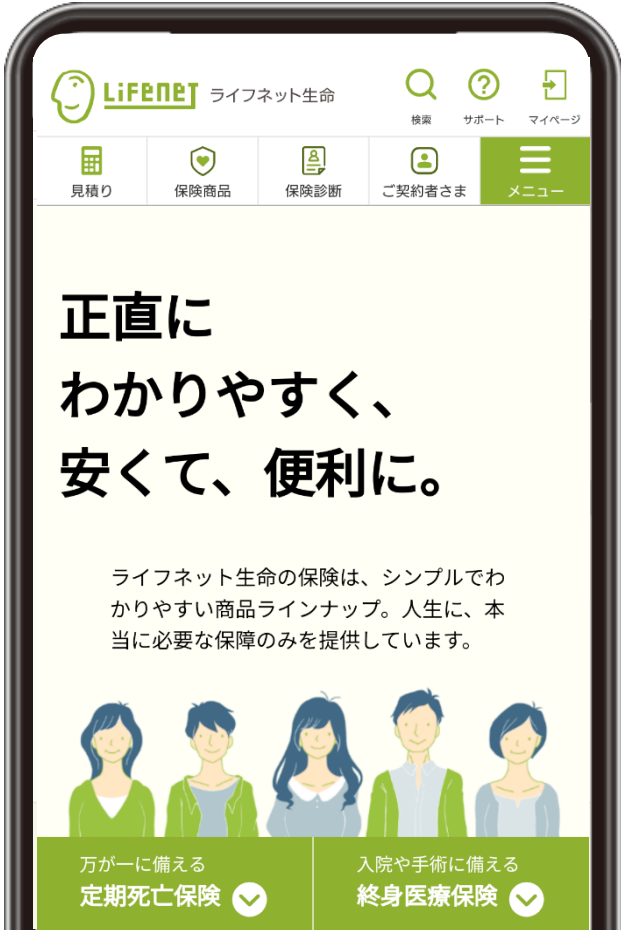 LIFENET ライフネット生命
検索 サポート マイページ
見積り 保険商品 保険診断 ご契約者さま メニュー
正直に
わかりやすく、
安くて、便利に。
ライフネット生命の保険は、シンプルでわ
かりやすい商品ラインナップ。人生に、本
当に必要な保障のみを提供しています。
万が一に備える 入院や手術に備える
定期死亡保険 終身医療保険